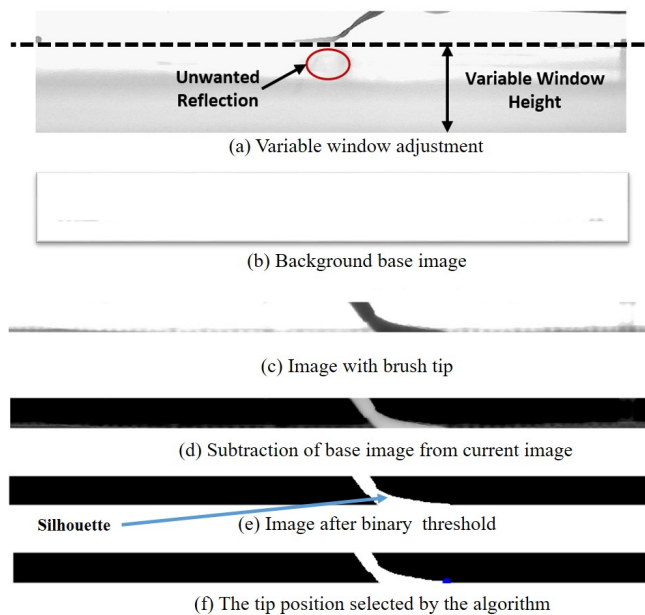 Unwanted
Reflection
Variable Window
Height
(a) Variable window adjustment
(b) Background base image
(c) Image with brush tip
(d) Subtraction of base image from current image
Silhouette
(e) Image after binary threshold
(f) The tip position selected by the algorithm